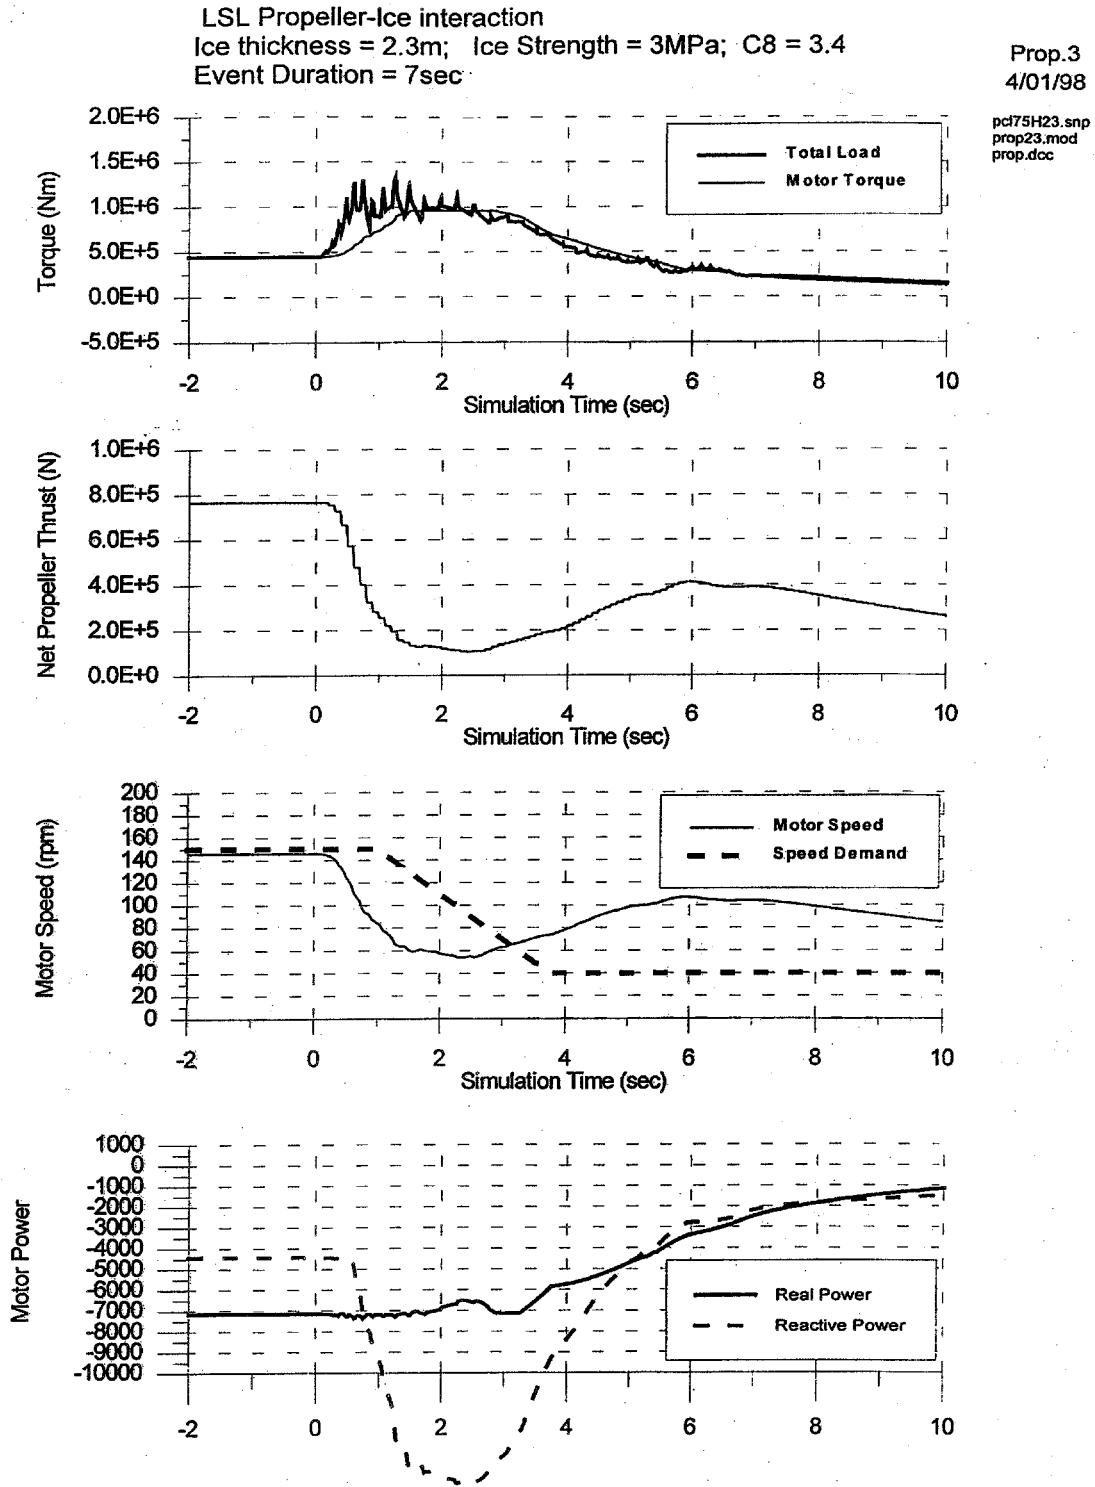 LSL Propeller-Ice interaction
Ice thickness = 2.3m; Ice Strength = 3MPa; C8 = 3.4
Event Duration = 7sec
Prop.3
4/01/98
pcl75H23.snp
prop23.mod
prop.dcc
Torque (Nm)
2.0E+6
1.5E+6
1.0E+6
5.0E+5
0.0E+0
-5.0E+5
Total Load
Motor Torque
-2 0 2 4 6 8 10
Simulation Time (sec)
Net Propeller Thrust (N)
1.0E+6
8.0E+5
6.0E+5
4.0E+5
2.0E+5
0.0E+0
-2 0 2 4 6 8 10
Simulation Time (sec)
Motor Speed (rpm)
200
180
160
140
120
100
80
60
40
20
0
Motor Speed
Speed Demand
-2 0 2 4 6 8 10
Simulation Time (sec)
Motor Power
1000
0
-1000
-2000
-3000
-4000
-5000
-6000
-7000
-8000
-9000
-10000
Real Power
Reactive Power
-2 0 2 4 6 8 10